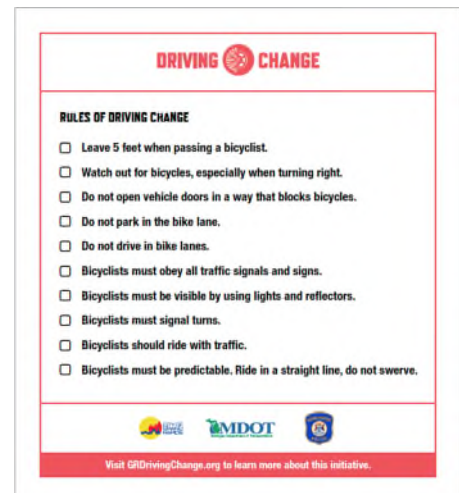 DRIVING CHANGE
RULES OF DRIVING CHANGE
Leave 5 feet when passing a bicyclist.
Watch out for bicycles, especially when turning right.
Do not open vehicle doors in a way that blocks bicycles.
Do not park in the bike lane.
Do not drive in bike lanes.
Bicyclists must obey all traffic signals and signs.
Bicyclists must be visible by using lights and reflectors.
Bicyclists must signal turns.
Bicyclists should ride with traffic.
Bicyclists must be predictable. Ride in a straight line, do not swerve.
MDOT
Visit GRDrivingChange.org to learn more about this initiative.